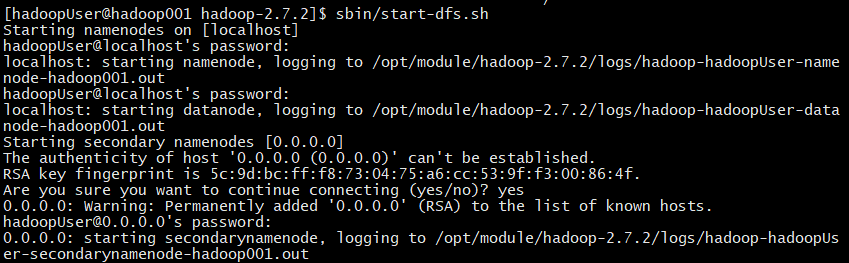 [hadoopUser@hadoop001 hadoop-2.7.2]$ sbin/start-dfs.sh
Starting namenodes on [localhost]
hadoopUser@localhost's password:
localhost: starting namenode, logging to /opt/module/hadoop-2.7.2/logs/hadoop-hadoopUser-name
node-hadoop001.out
hadoopUser@localhost's password:
localhost: starting datanode, logging to /opt/module/hadoop-2.7.2/logs/hadoop-hadoopUser-data
node-hadoop001.out
Starting secondary namenodes [0.0.0.0]
The authenticity of host '0.0.0.0 (0.0.0.0)' can't be established.
RSA key fingerprint is 5c:9d:bc:ff:f8:73:04:75:a6:cc:53:9f:f3:00:86:4f.
Are you sure you want to continue connecting (yes/no)? yes
0.0.0.0: Warning: Permanently added '0.0.0.0' (RSA) to the list of known hosts.
hadoopUser@0.0.0.0's password:
0.0.0.0: starting secondarynamenode, logging to /opt/module/hadoop-2.7.2/logs/hadoop-hadoopUs
er-secondarynamenode-hadoop001.out